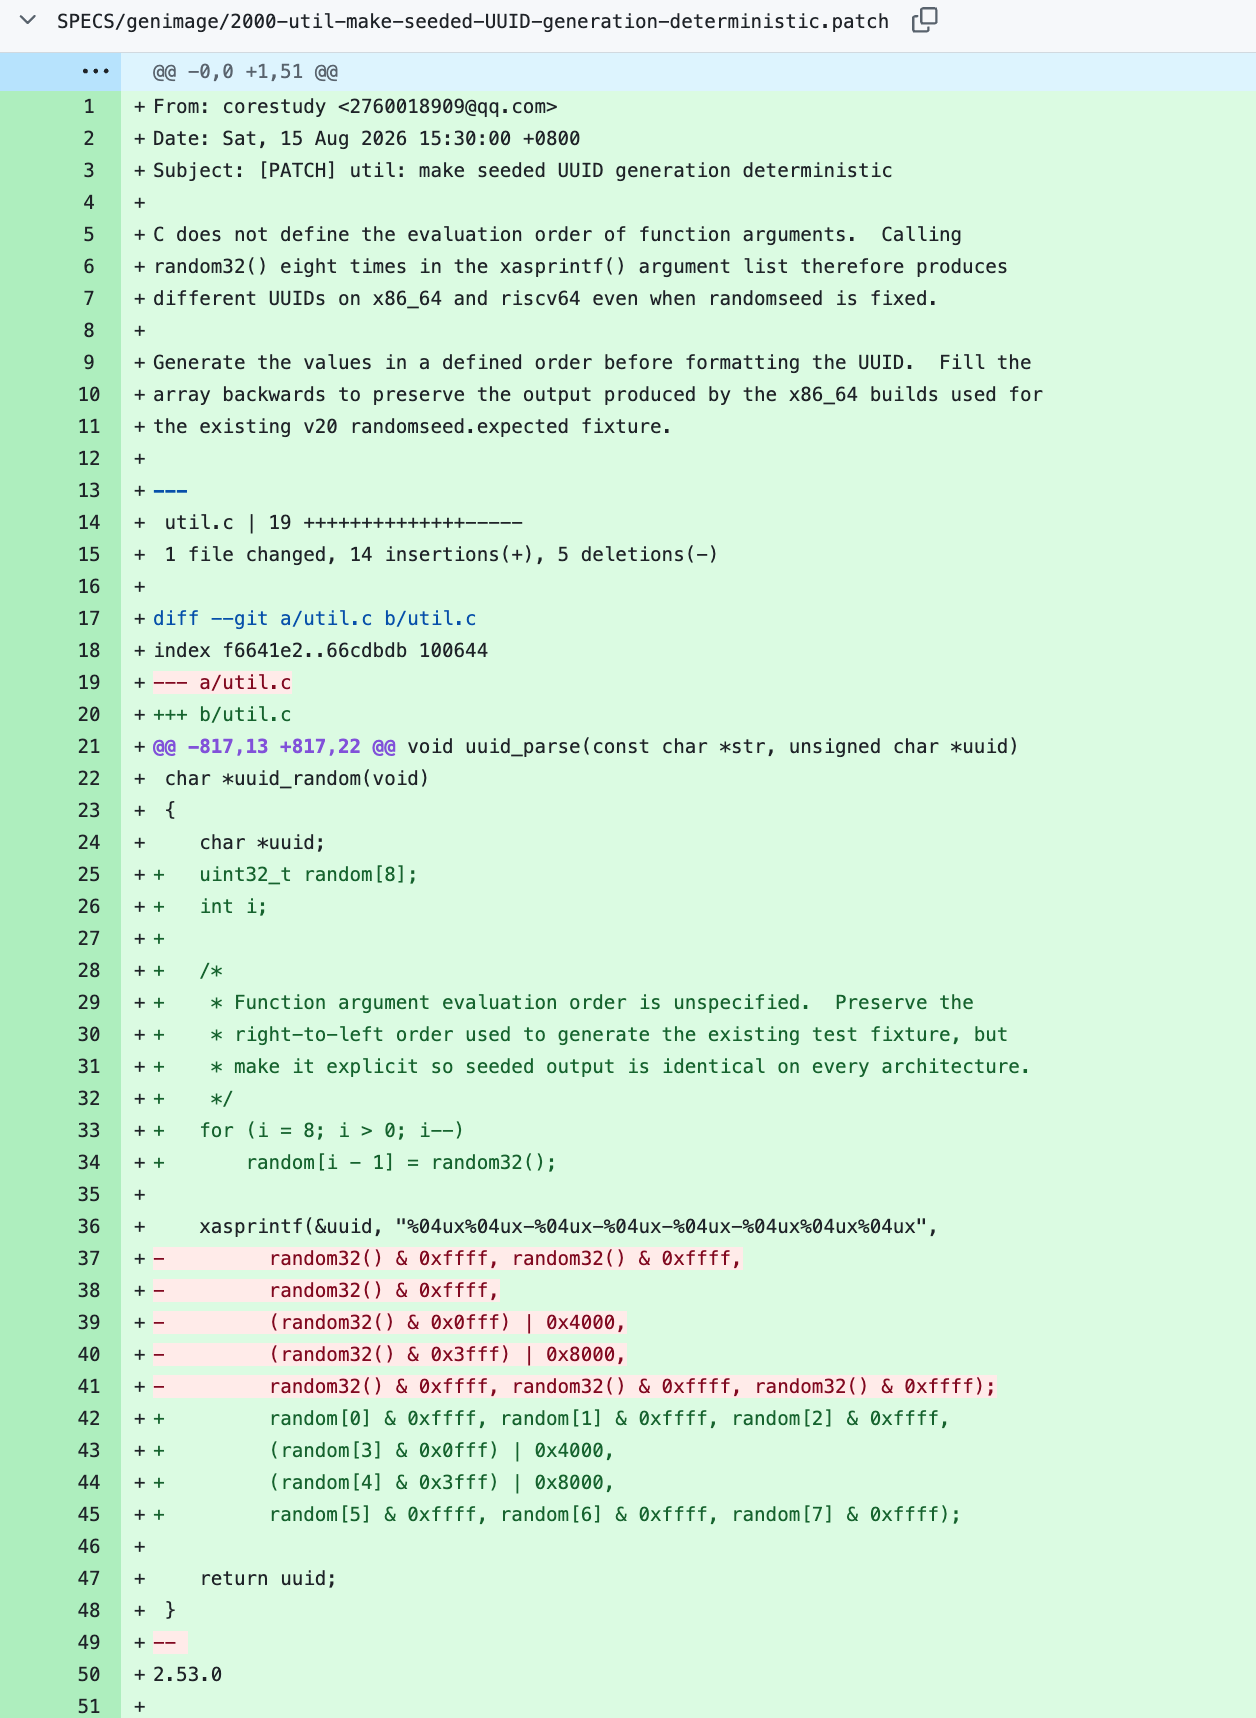 SPECS/genimage/2000-util-make-seeded-UUID-generation-deterministic.patch
@@ -0,0 +1,51 @@
1 + From: corestudy <2760018909@qq.com>
2 + Date: Sat, 15 Aug 2026 15:30:00 +0800
3 + Subject: [PATCH] util: make seeded UUID generation deterministic
4 +
5 + C does not define the evaluation order of function arguments.  Calling
6 + random32() eight times in the xasprintf() argument list therefore produces
7 + different UUIDs on x86_64 and riscv64 even when randomseed is fixed.
8 +
9 + Generate the values in a defined order before formatting the UUID.  Fill the
10 + array backwards to preserve the output produced by the x86_64 builds used for
11 + the existing v20 randomseed.expected fixture.
12 +
13 + ---
14 +  util.c | 19 ++++++++++++++-----
15 +  1 file changed, 14 insertions(+), 5 deletions(-)
16 +
17 + diff --git a/util.c b/util.c
18 + index f6641e2..66cdbdb 100644
19 + --- a/util.c
20 + +++ b/util.c
21 + @@ -817,13 +817,22 @@ void uuid_parse(const char *str, unsigned char *uuid)
22 +  char *uuid_random(void)
23 +  {
24 +     char *uuid;
25 + +   uint32_t random[8];
26 + +   int i;
27 + +
28 + +   /*
29 + +    * Function argument evaluation order is unspecified.  Preserve the
30 + +    * right-to-left order used to generate the existing test fixture, but
31 + +    * make it explicit so seeded output is identical on every architecture.
32 + +    */
33 + +   for (i = 8; i > 0; i--)
34 + +       random[i - 1] = random32();
35 +
36 +     xasprintf(&uuid, "%04ux%04ux-%04ux-%04ux-%04ux-%04ux%04ux%04ux",
37 + -         random32() & 0xffff, random32() & 0xffff,
38 + -         random32() & 0xffff,
39 + -         (random32() & 0x0fff) | 0x4000,
40 + -         (random32() & 0x3fff) | 0x8000,
41 + -         random32() & 0xffff, random32() & 0xffff, random32() & 0xffff);
42 + +         random[0] & 0xffff, random[1] & 0xffff, random[2] & 0xffff,
43 + +         (random[3] & 0x0fff) | 0x4000,
44 + +         (random[4] & 0x3fff) | 0x8000,
45 + +         random[5] & 0xffff, random[6] & 0xffff, random[7] & 0xffff);
46 +
47 +     return uuid;
48 +  }
49 + --
50 + 2.53.0
51 +